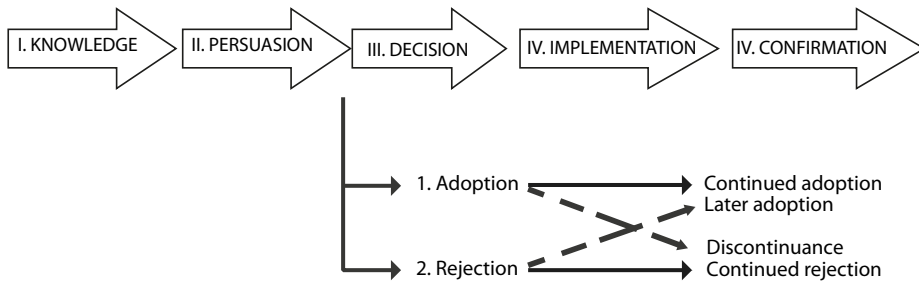 I. KNOWLEDGE
II. PERSUASION
III. DECISION
IV. IMPLEMENTATION
IV. CONFIRMATION
1. Adoption
Continued adoption
Later adoption
Discontinuance
2. Rejection
Continued rejection